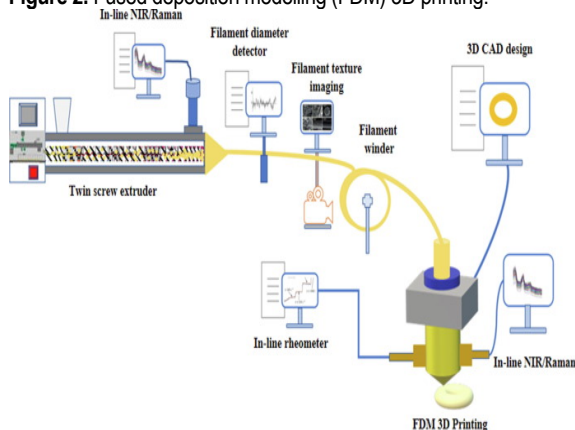 Figure 2. Fused deposition modelling (FDM) 3D printing.
In-line NIR/Raman
Filament diameter
detector
Filament texture
imaging
Filament
winder
3D CAD design
Twin screw extruder
In-line rheometer
In-line NIR/Raman
FDM 3D Printing